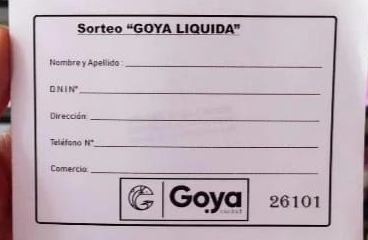 Sorteo “GOYA LIQUIDA”
Nombre y Apellido :
D.N.I N°
Dirección:
Teléfono N°
Comercio:
Goya
26101